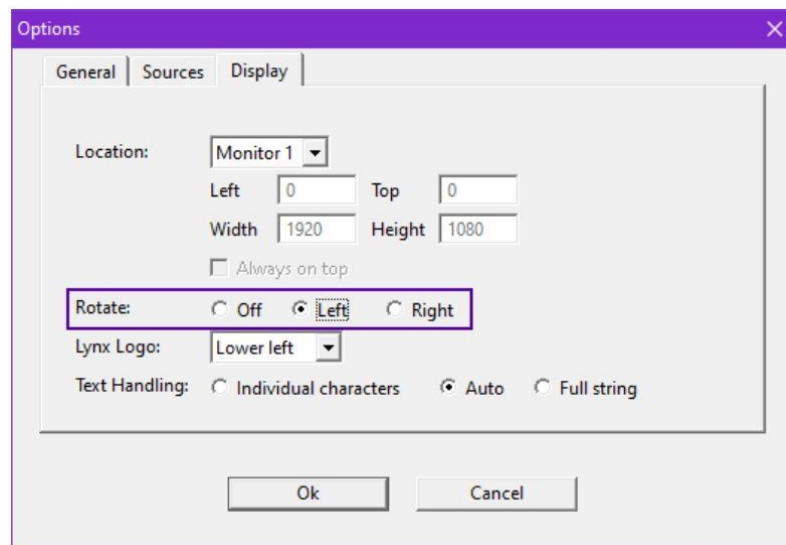 Options
General Sources Display
Location: Monitor 1
Left 0 Top 0
Width 1920 Height 1080
Always on top
Rotate: Off Left Right
Lynx Logo: Lower left
Text Handling: Individual characters Auto Full string
Ok Cancel